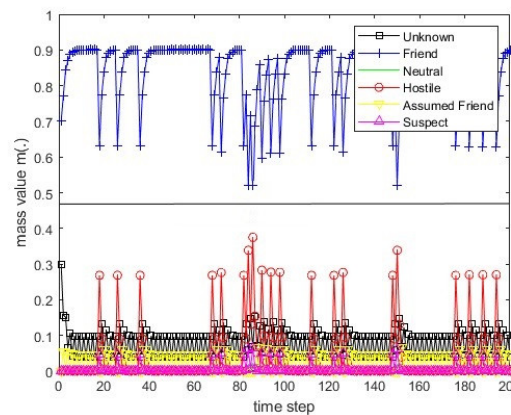 1
0.9
0.8
0.7
0.6
0.5
0.4
0.3
0.2
0.1
0
mass value m(.)
0 20 40 60 80 100 120 140 160 180 200
time step
Unknown
Friend
Neutral
Hostile
Assumed Friend
Suspect